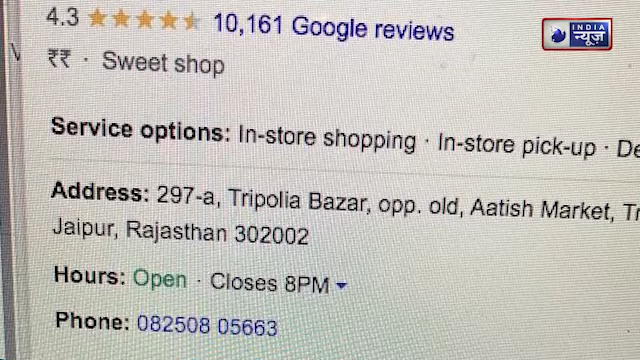 4.3 10,161 Google reviews
₹₹ · Sweet shop
Service options: In-store shopping · In-store pick-up · De
Address: 297-a, Tripolia Bazar, opp. old, Aatish Market, Tr
Jaipur, Rajasthan 302002
Hours: Open · Closes 8PM
Phone: 082508 05663
INDIA
न्यूज़